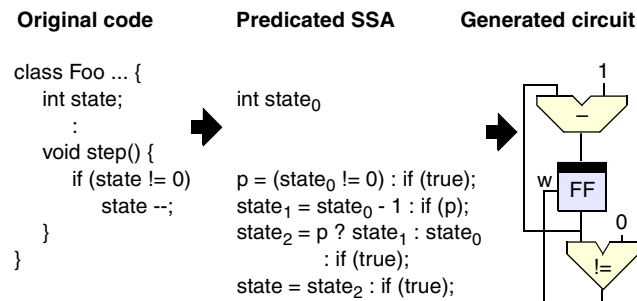 Original code
Predicated SSA
Generated circuit
class Foo ... {
int state;
:
void step() {
if (state != 0)
state --;
}
}
int state0
p = (state0 != 0) : if (true);
state1 = state0 - 1 : if (p);
state2 = p ? state1 : state0
: if (true);
state = state2 : if (true);
1
–
w
FF
0
!=